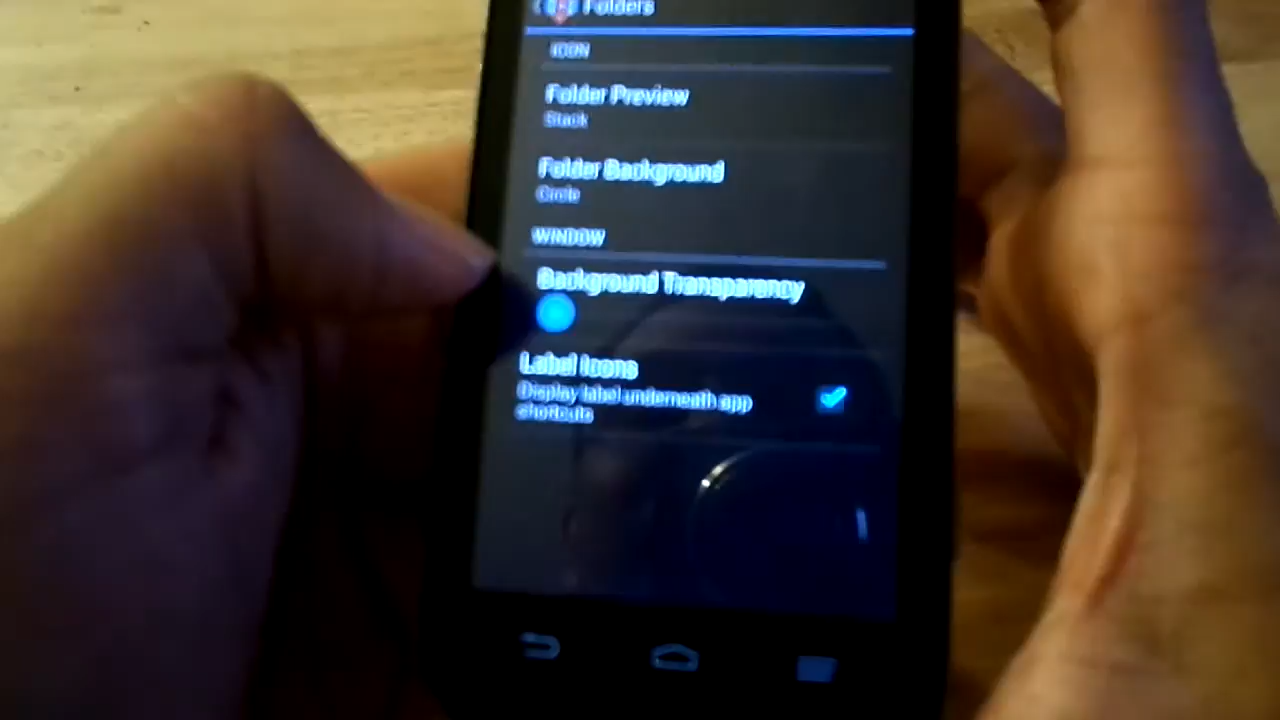 Folders
ICON
Folder Preview
Stack
Folder Background
Circle
WINDOW
Background Transparency
Label Icons
Display label underneath app
shortcuts